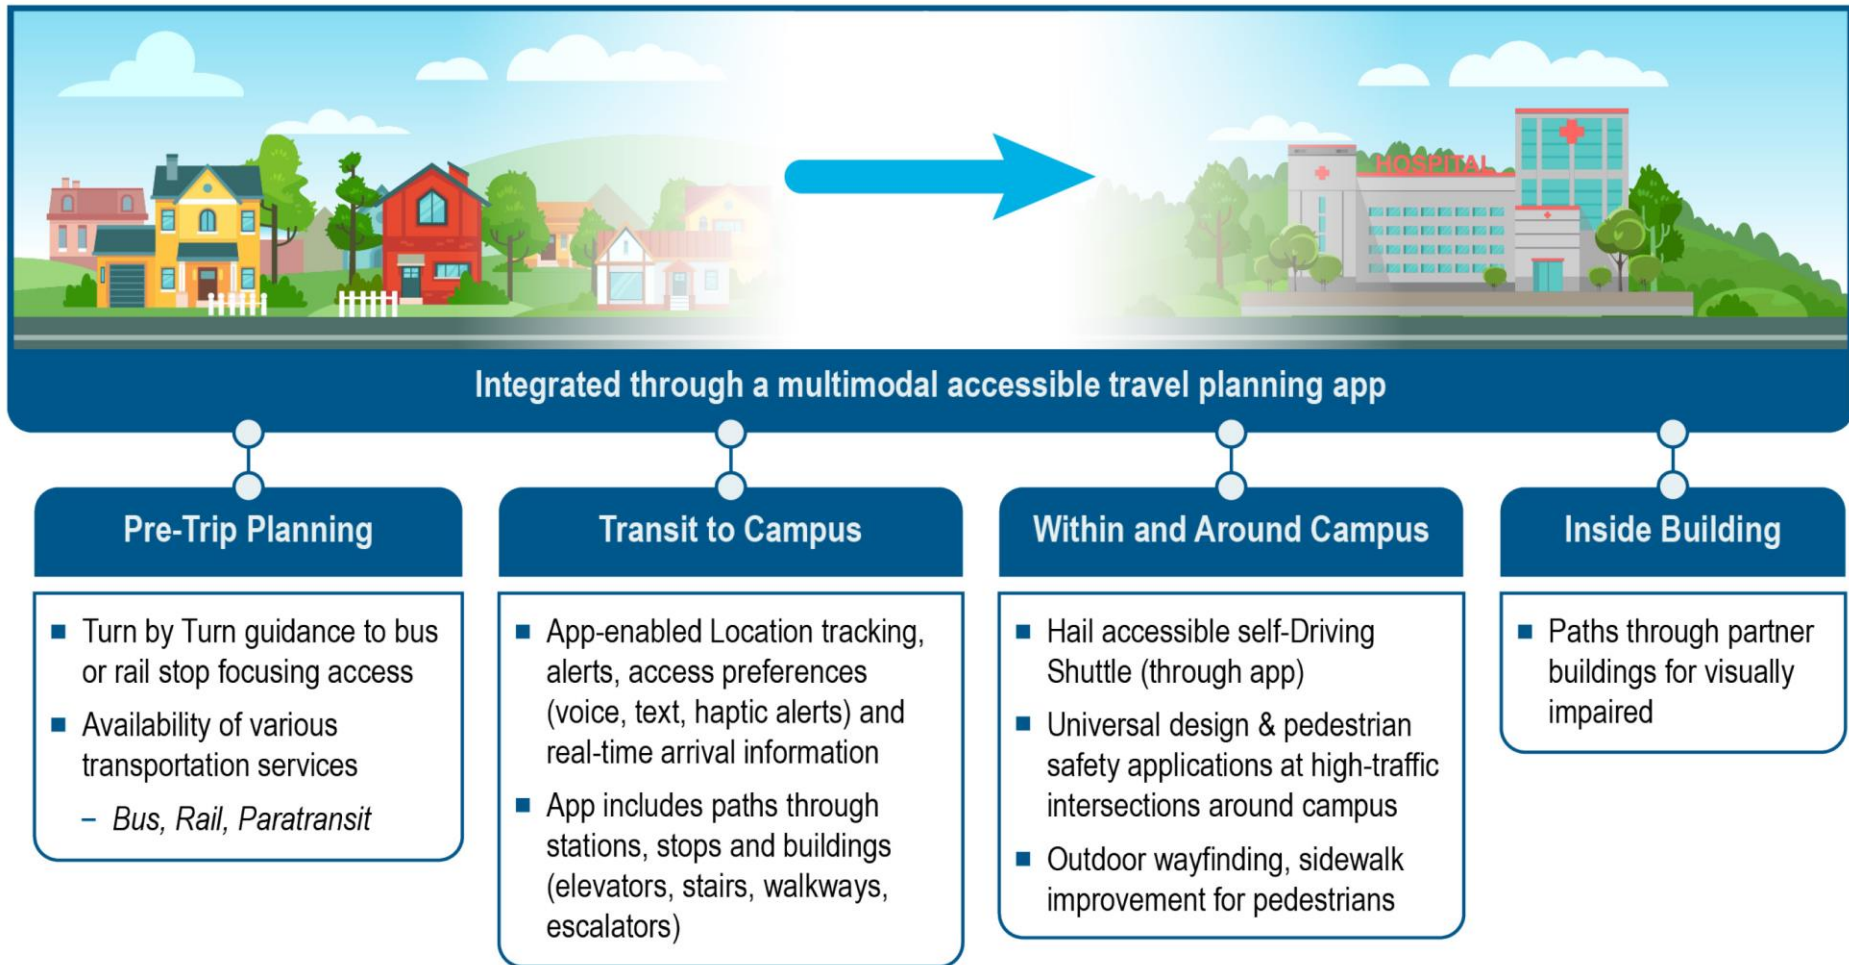 HOSPITAL
Integrated through a multimodal accessible travel planning app
Pre-Trip Planning
■ Turn by Turn guidance to bus
or rail stop focusing access
■ Availability of various
transportation services
– Bus, Rail, Paratransit
Transit to Campus
■ App-enabled Location tracking,
alerts, access preferences
(voice, text, haptic alerts) and
real-time arrival information
■ App includes paths through
stations, stops and buildings
(elevators, stairs, walkways,
escalators)
Within and Around Campus
■ Hail accessible self-Driving
Shuttle (through app)
■ Universal design & pedestrian
safety applications at high-traffic
intersections around campus
■ Outdoor wayfinding, sidewalk
improvement for pedestrians
Inside Building
■ Paths through partner
buildings for visually
impaired